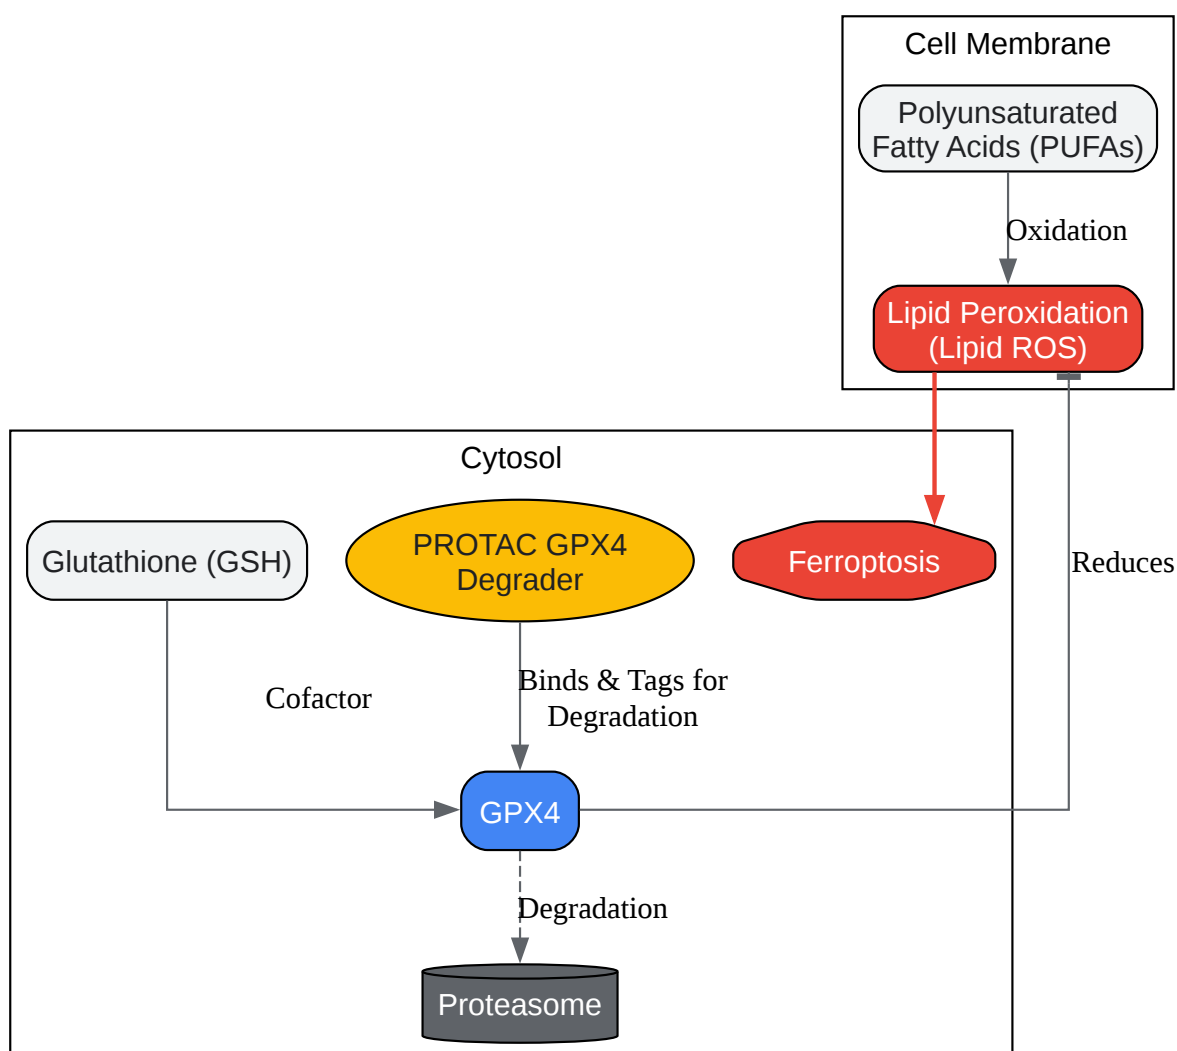 Cell Membrane
Polyunsaturated
Fatty Acids (PUFAs)
Oxidation
Lipid Peroxidation
(Lipid ROS)
Cytosol
Glutathione (GSH)
PROTAC GPX4
Degrader
Ferroptosis
Reduces
Cofactor
Binds & Tags for
Degradation
GPX4
Degradation
Proteasome